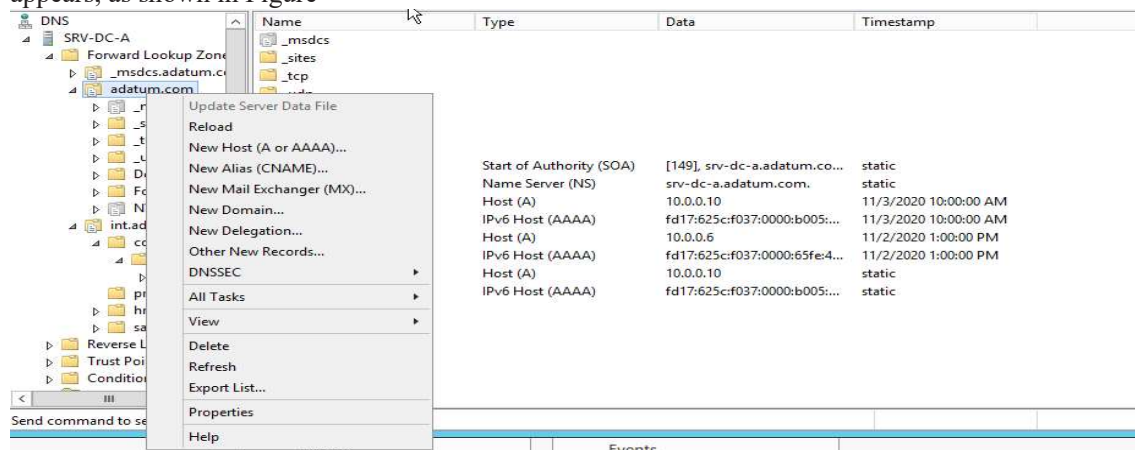 appears, as shown in Figure
DNS
SRV-DC-A
Forward Lookup Zone
_msdcs.adatum.c
adatum.com
int.ad
Reverse L
Trust Poi
Conditio
Update Server Data File
Reload
New Host (A or AAAA)...
New Alias (CNAME)...
New Mail Exchanger (MX)...
New Domain...
New Delegation...
Other New Records...
DNSSEC
All Tasks
View
Delete
Refresh
Export List...
Properties
Help
Name Type Data Timestamp
_msdcs
_sites
_tcp
Start of Authority (SOA) [149], srv-dc-a.adatum.co... static
Name Server (NS) srv-dc-a.adatum.com. static
Host (A) 10.0.0.10 11/3/2020 10:00:00 AM
IPv6 Host (AAAA) fd17:625c:f037:0000:b005:... 11/3/2020 10:00:00 AM
Host (A) 10.0.0.6 11/2/2020 1:00:00 PM
IPv6 Host (AAAA) fd17:625c:f037:0000:65fe:4... 11/2/2020 1:00:00 PM
Host (A) 10.0.0.10 static
IPv6 Host (AAAA) fd17:625c:f037:0000:b005:... static
Send command to se
Events